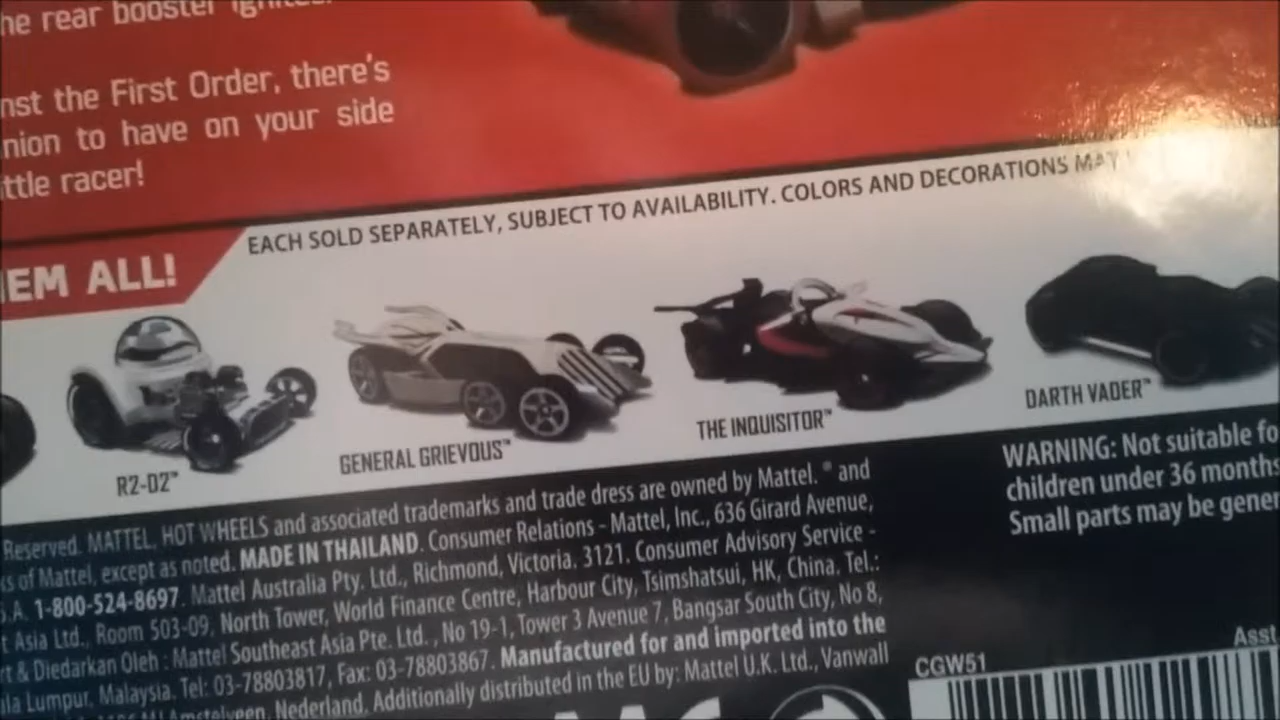 he rear booster ignites.
nst the First Order, there's
nion to have on your side
ttle racer!
EACH SOLD SEPARATELY, SUBJECT TO AVAILABILITY. COLORS AND DECORATIONS MAY
EM ALL!
R2-D2™
GENERAL GRIEVOUS™
THE INQUISITOR™
DARTH VADER™
Reserved. MATTEL, HOT WHEELS and associated trademarks and trade dress are owned by Mattel. ® and
ks of Mattel, except as noted. MADE IN THAILAND. Consumer Relations - Mattel, Inc., 636 Girard Avenue,
S.A. 1-800-524-8697. Mattel Australia Pty. Ltd., Richmond, Victoria. 3121. Consumer Advisory Service -
t Asia Ltd., Room 503-09, North Tower, World Finance Centre, Harbour City, Tsimshatsui, HK, China. Tel.:
rt & Diedarkan Oleh : Mattel Southeast Asia Pte. Ltd. , No 19-1, Tower 3 Avenue 7, Bangsar South City, No 8,
ala Lumpur, Malaysia. Tel: 03-78803817, Fax: 03-78803867. Manufactured for and imported into the
Amstelveen, Nederland. Additionally distributed in the EU by: Mattel U.K. Ltd., Vanwall
WARNING: Not suitable fo
children under 36 months
Small parts may be gener
Asst
CGW51